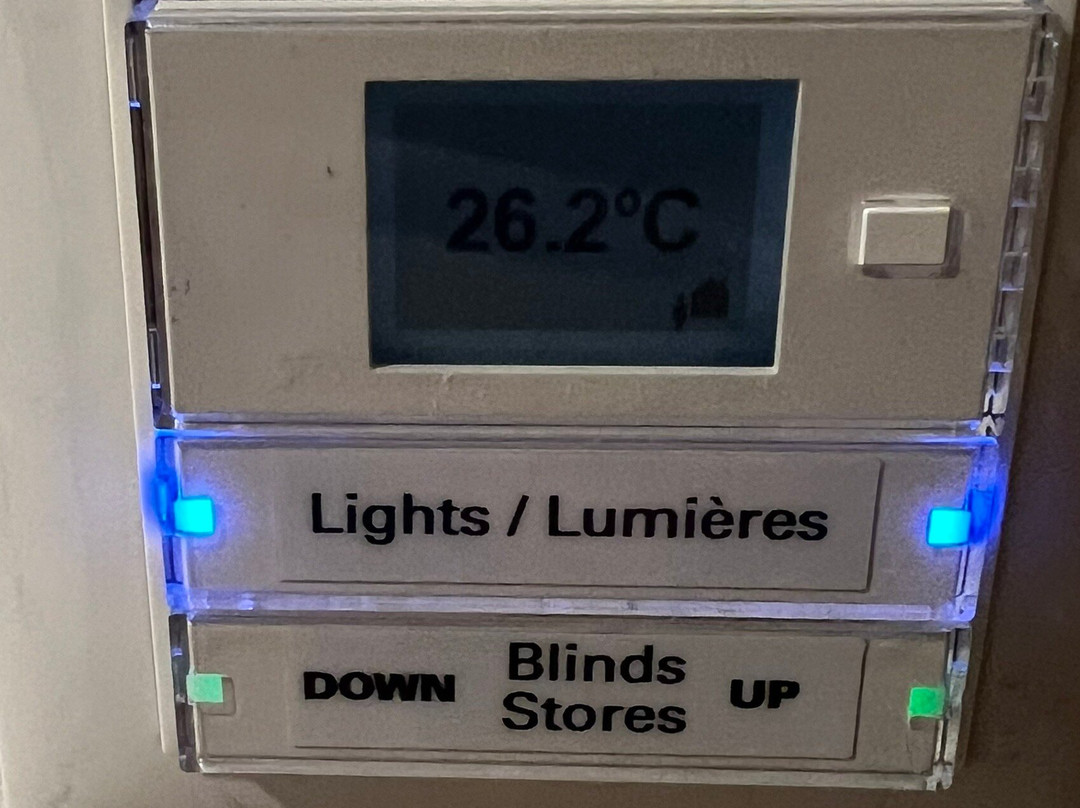 26.2°C
Lights / Lumières
DOWN Blinds UP
Stores